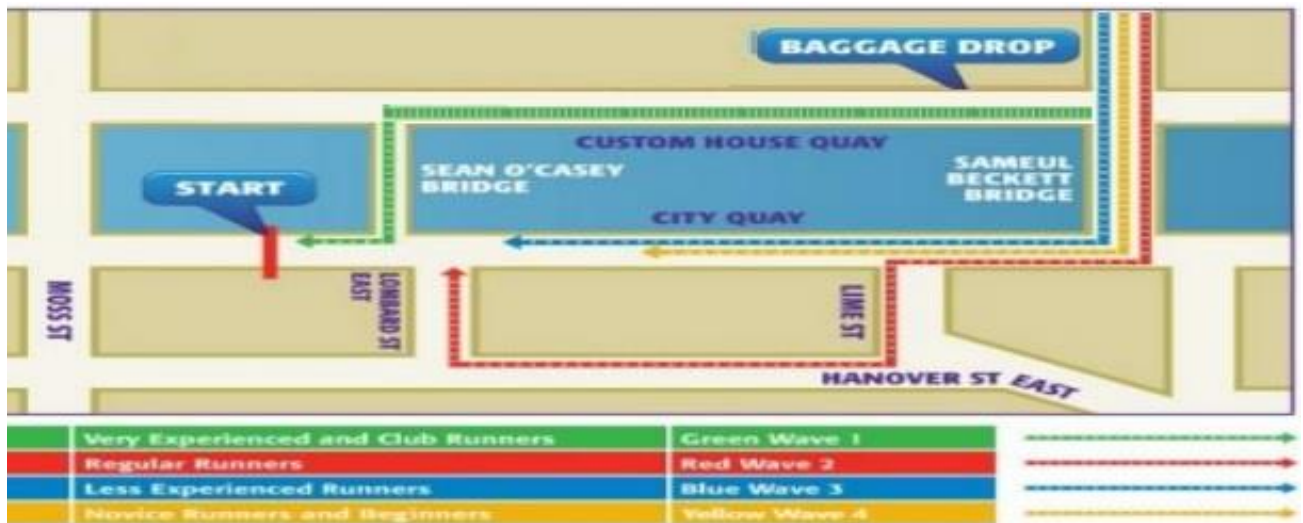 BAGGAGE DROP
CUSTOM HOUSE QUAY
SEAN O'CASEY
BRIDGE
SAMEUL
BECKETT
BRIDGE
START
CITY QUAY
MOSS ST
LOMBARD ST
EAST
LIME ST
HANOVER ST EAST
Very Experienced and Club Runners Green Wave 1
Regular Runners Red Wave 2
Less Experienced Runners Blue Wave 3
Novice Runners and Beginners Yellow Wave 4